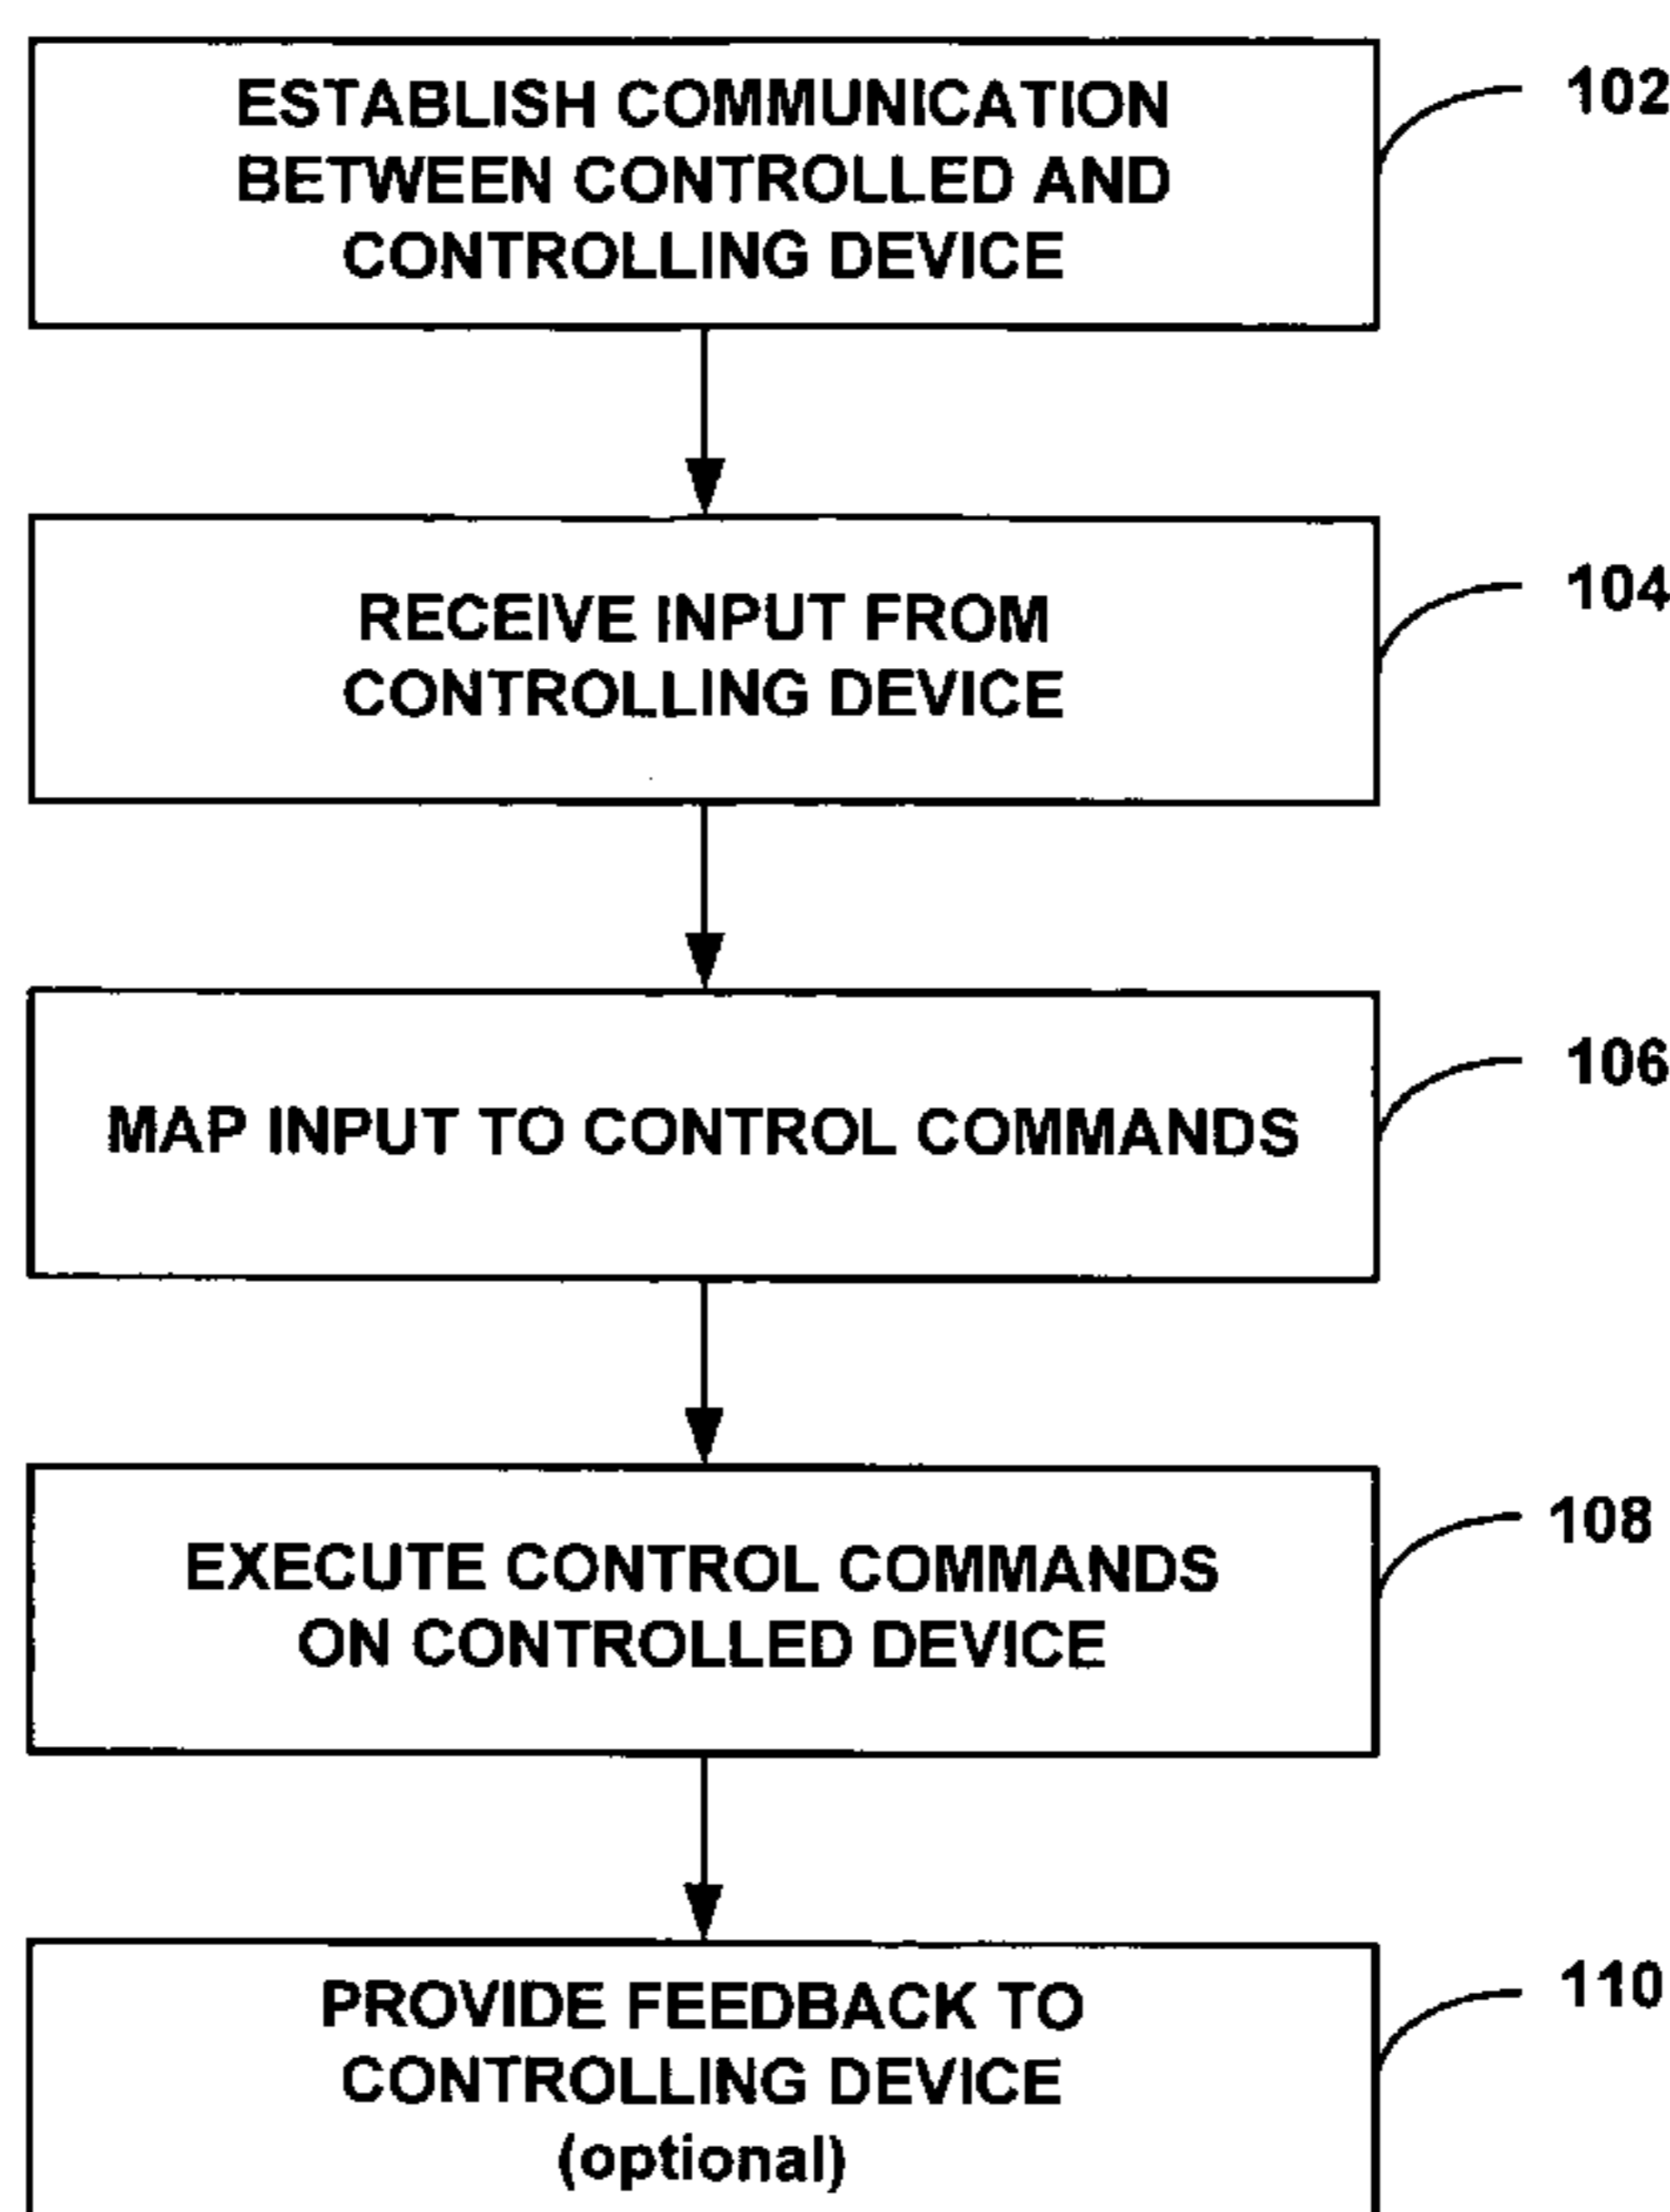 ESTABLISH COMMUNICATION
BETWEEN CONTROLLED AND
CONTROLLING DEVICE
102
RECEIVE INPUT FROM
CONTROLLING DEVICE
104
MAP INPUT TO CONTROL COMMANDS
106
EXECUTE CONTROL COMMANDS
ON CONTROLLED DEVICE
108
PROVIDE FEEDBACK TO
CONTROLLING DEVICE
(optional)
110